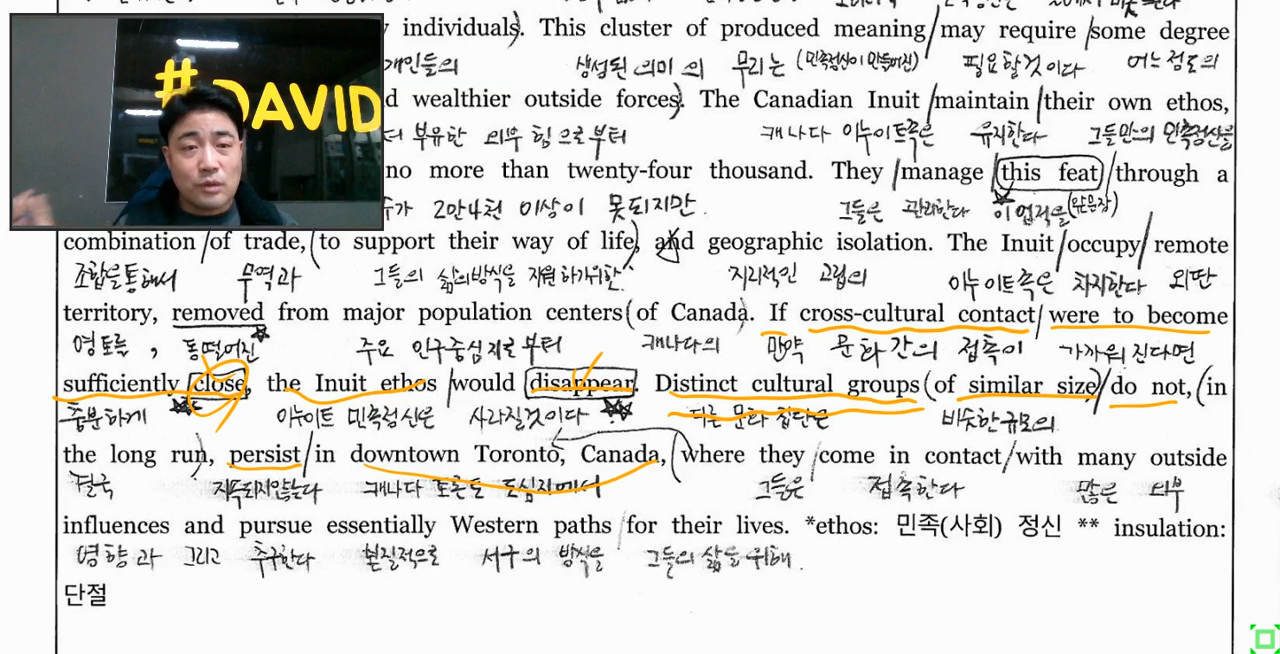 #DAVID
individuals). This cluster of produced meaning/may require/some degree
개인들의 생성된 의미의 무리는 (민족정신이 만들어진) 필요할것이다 어느정도의
d wealthier outside forces). The Canadian Inuit/maintain/their own ethos,
부유한 외부 힘으로부터 캐나다 이누이트족은 유지한다 그들만의 민족정신을
no more than twenty-four thousand. They/manage/(this feat)/through a
2만4천 이상이 못되지만. 그들은 관리한다 이 업적을(앞문장)
combination/of trade,(to support their way of life), and geographic isolation. The Inuit/occupy/remote
조합을통해서 무역과 그들의 삶의방식을 지원하기위한 지리적인 고립의 이누이트족은 차지한다 외딴
territory, removed from major population centers(of Canada). If cross-cultural contact/were to become
영토를, 동떨어진 주요 인구중심지로부터 캐나다의 만약 문화간의 접촉이 가까워진다면
sufficiently close, the Inuit ethos/would disappear. Distinct cultural groups(of similar size)/do not,(in
충분하게 이누이트 민족정신은 사라질것이다 다른 문화 집단은 비슷한규모의
the long run), persist/in downtown Toronto, Canada,(where they/come in contact/with many outside
결국 지속되지않는다 캐나다 토론토 도심지에서 그들은 접촉한다 많은 외부
influences and pursue essentially Western paths/for their lives. *ethos: 민족(사회) 정신 ** insulation:
영향과 그리고 추구한다 본질적으로 서구의 방식을 그들의 삶을 위해.
단절